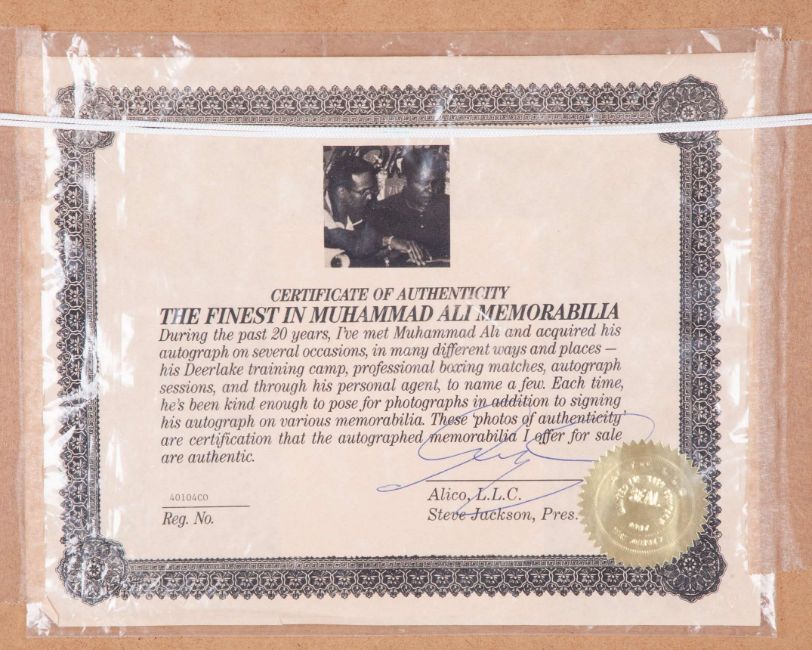 CERTIFICATE OF AUTHENTICITY
THE FINEST IN MUHAMMAD ALI MEMORABILIA
During the past 20 years, I've met Muhammad Ali and acquired his
autograph on several occasions, in many different ways and places —
his Deerlake training camp, professional boxing matches, autograph
sessions, and through his personal agent, to name a few. Each time,
he's been kind enough to pose for photographs in addition to signing
his autograph on various memorabilia. These 'photos of authenticity'
are certification that the autographed memorabilia I offer for sale
are authentic.
40104CO
Reg. No.
Alico, L.L.C.
Steve Jackson, Pres.
SEAL